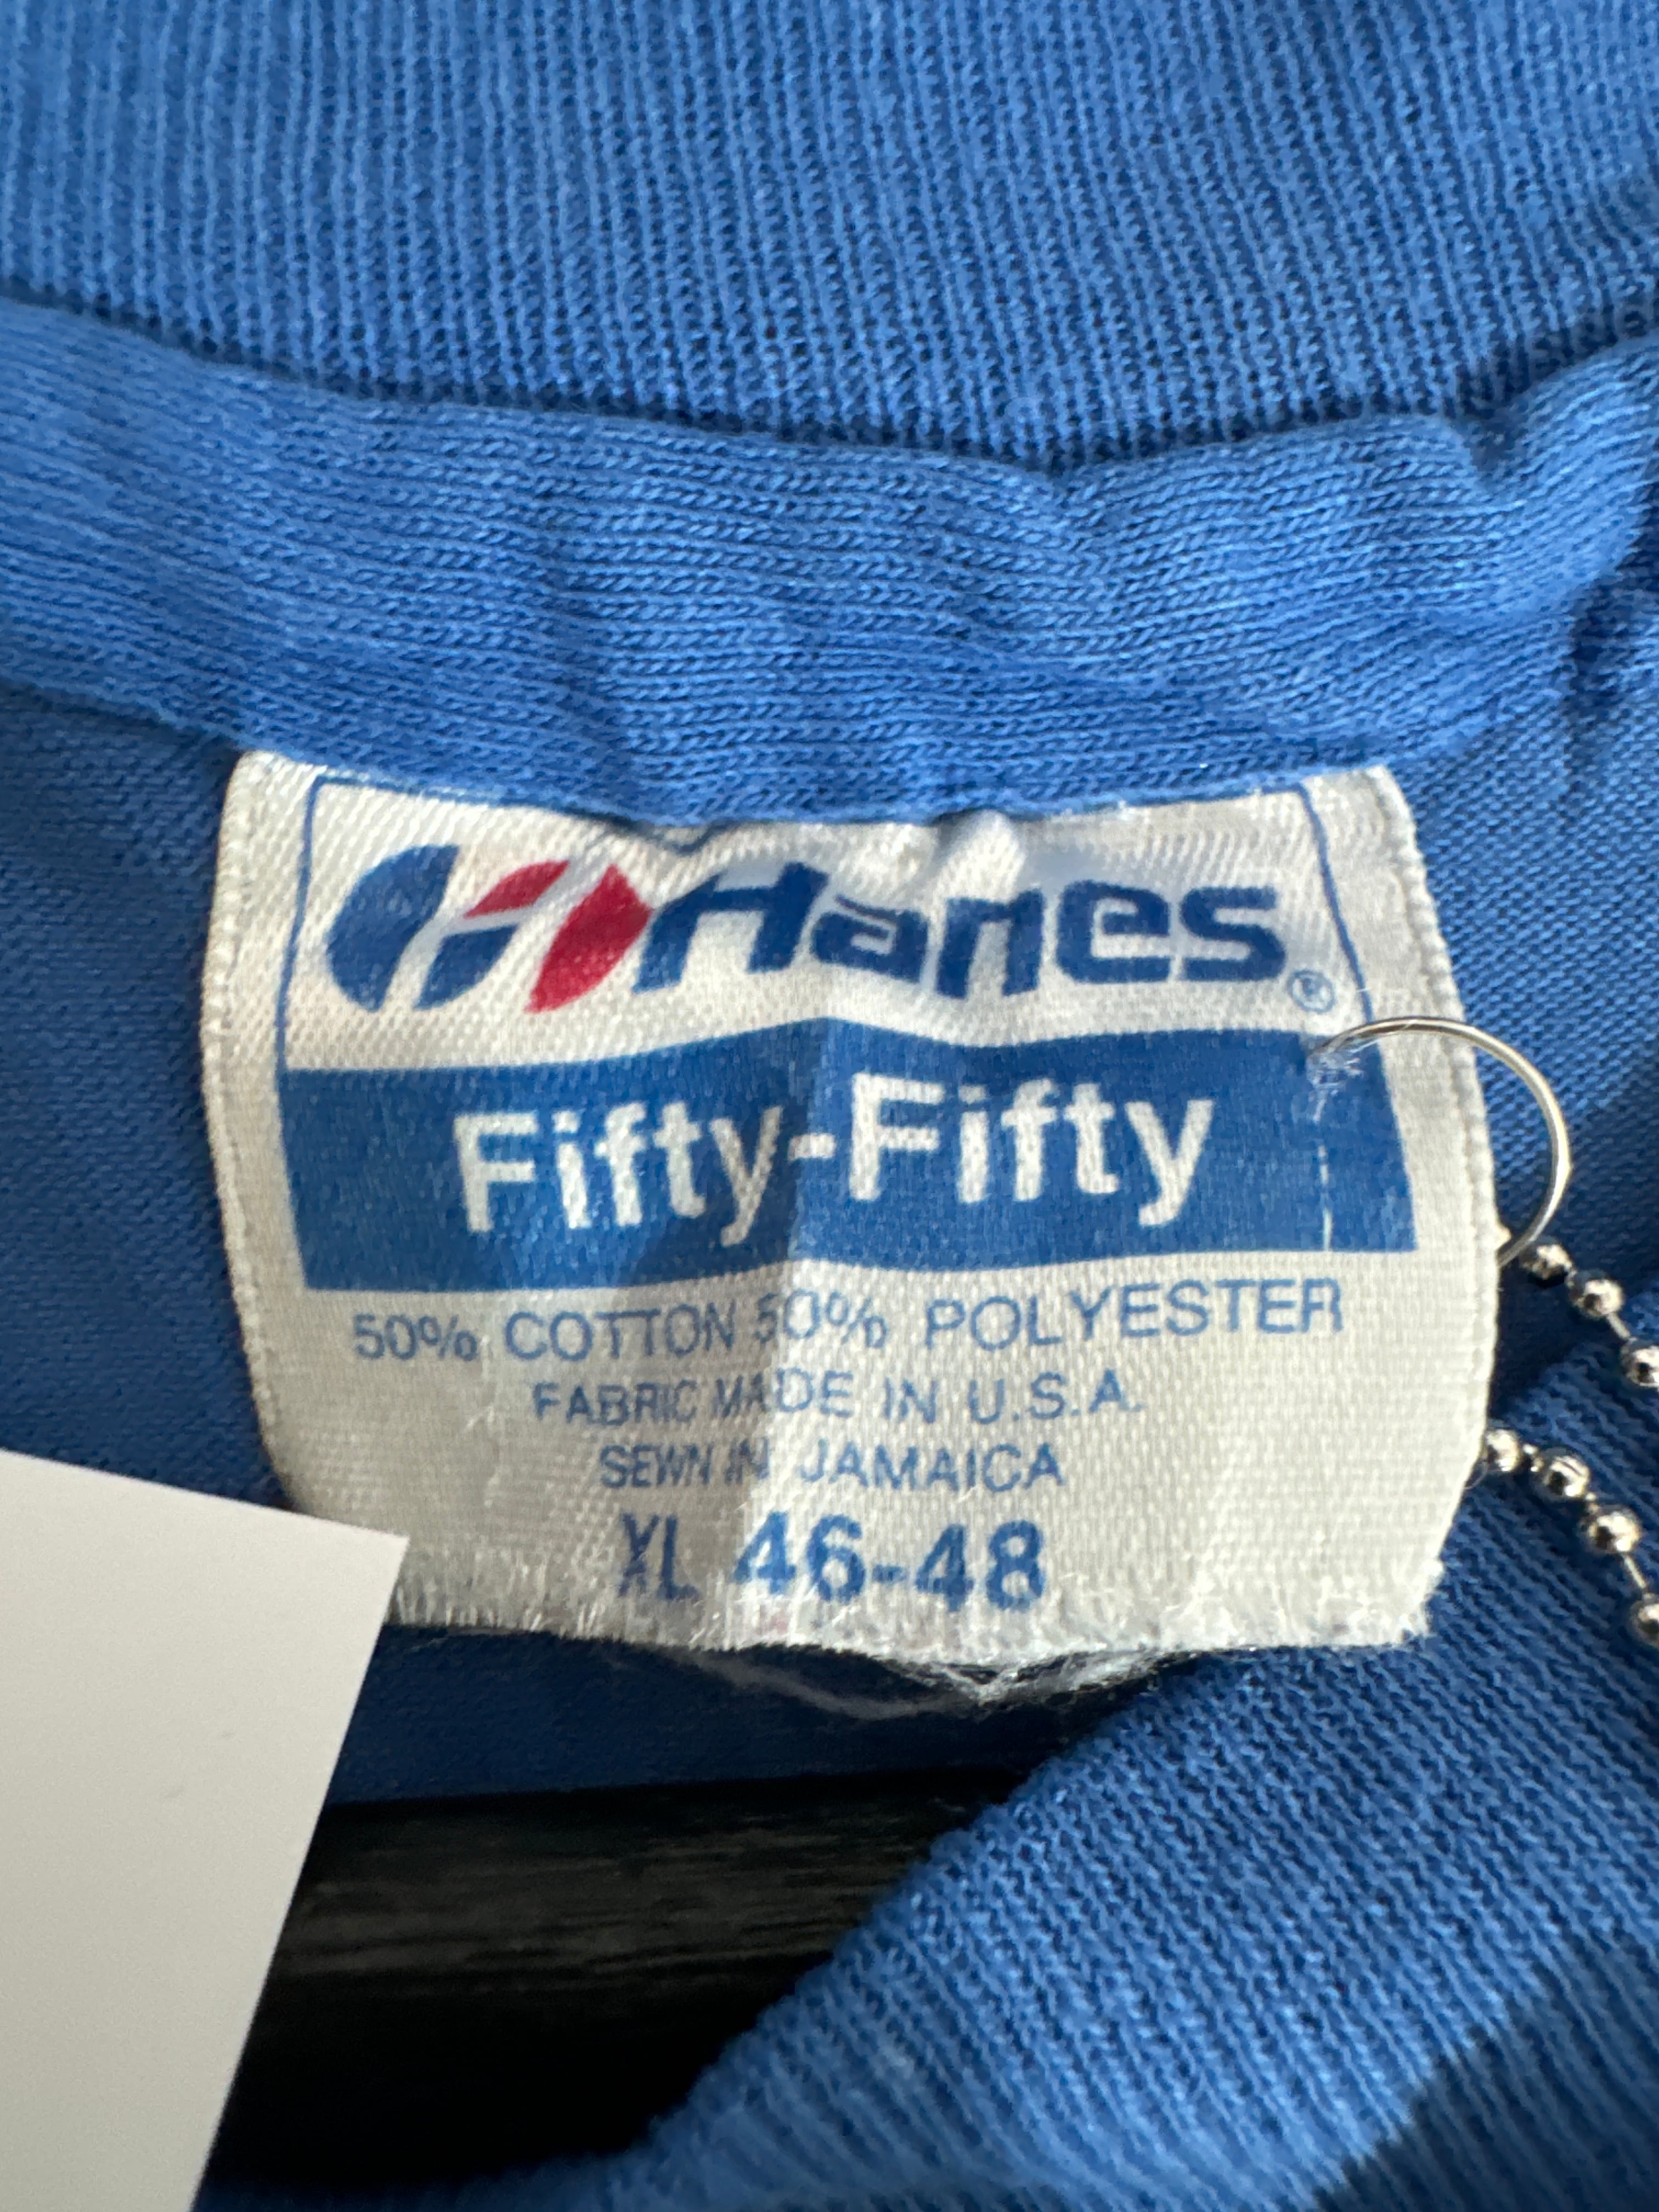 Hanes®
Fifty-Fifty
50% COTTON 50% POLYESTER
FABRIC MADE IN U.S.A.
SEWN IN JAMAICA
XL 46-48